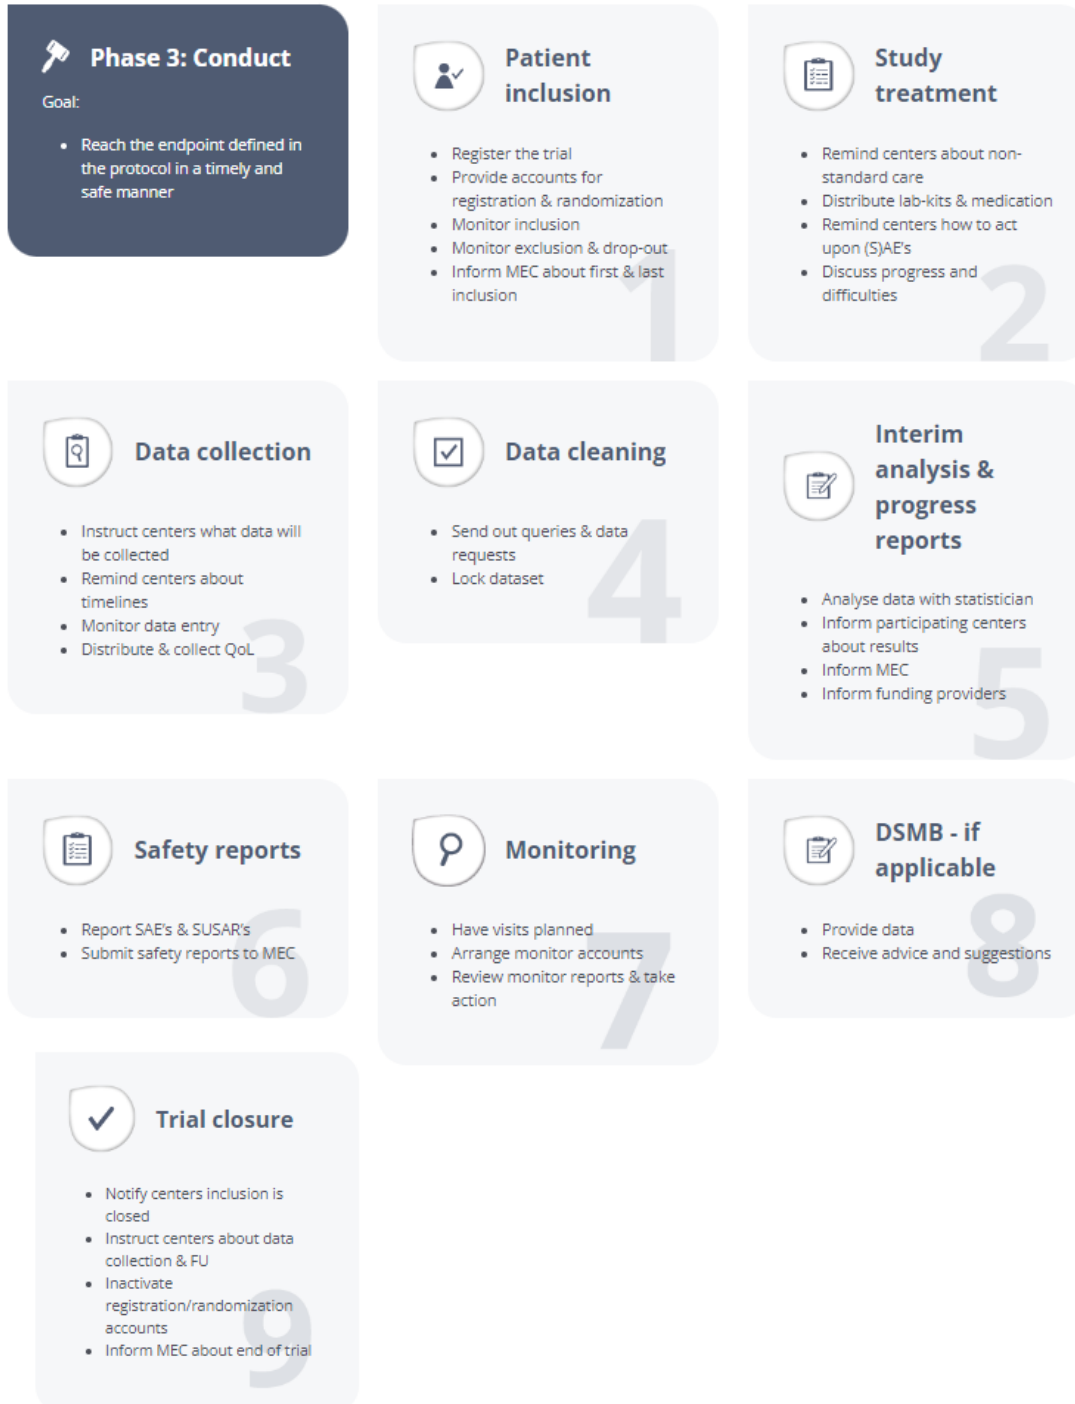 Phase 3: Conduct
Goal:
• Reach the endpoint defined in
the protocol in a timely and
safe manner
Patient
inclusion
• Register the trial
• Provide accounts for
registration & randomization
• Monitor inclusion
• Monitor exclusion & drop-out
• Inform MEC about first & last
inclusion
1
Study
treatment
• Remind centers about non-
standard care
• Distribute lab-kits & medication
• Remind centers how to act
upon (S)AE's
• Discuss progress and
difficulties
2
Data collection
• Instruct centers what data will
be collected
• Remind centers about
timelines
• Monitor data entry
• Distribute & collect QoL
3
Data cleaning
• Send out queries & data
requests
• Lock dataset
4
Interim
analysis &
progress
reports
• Analyse data with statistician
• Inform participating centers
about results
• Inform MEC
• Inform funding providers
5
Safety reports
• Report SAE's & SUSAR's
• Submit safety reports to MEC
6
Monitoring
• Have visits planned
• Arrange monitor accounts
• Review monitor reports & take
action
7
DSMB - if
applicable
• Provide data
• Receive advice and suggestions
8
Trial closure
• Notify centers inclusion is
closed
• Instruct centers about data
collection & FU
• Inactivate
registration/randomization
accounts
• Inform MEC about end of trial
9